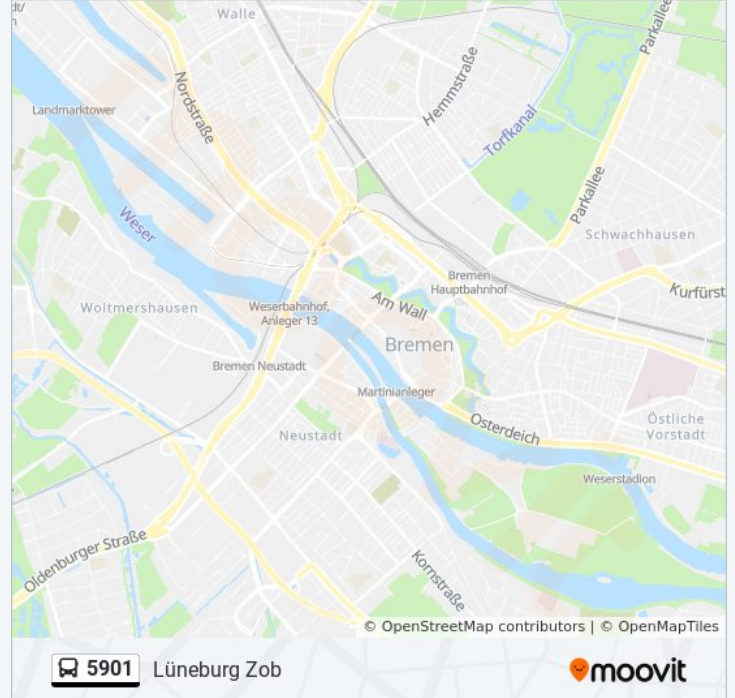 dt/
n
Walle
Parkallee
Hemmstraße
Nordstraße
Landmarktower
Torfkanal
Parkallee
Weser
Schwachhausen
Bremen
Hauptbahnhof
Kurfürst
Woltmershausen
Weserbahnhof,
Anleger 13
Am Wall
Bremen
Bremen Neustadt
Martinianleger
Osterdeich
Östliche
Vorstadt
Neustadt
Weserstadion
Oldenburger Straße
Kornstraße
© OpenStreetMap contributors | © OpenMapTiles
5901 Lüneburg Zob
moovit